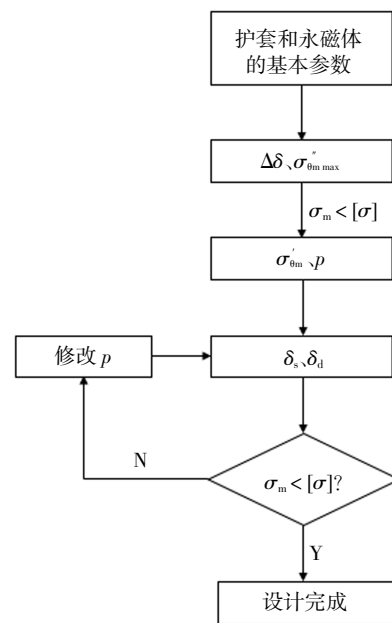 护套和永磁体
的基本参数
Δδ、σ″θm max
σm < [σ]
σ′θm、p
修改 p
δs、δd
N
σm < [σ]?
Y
设计完成